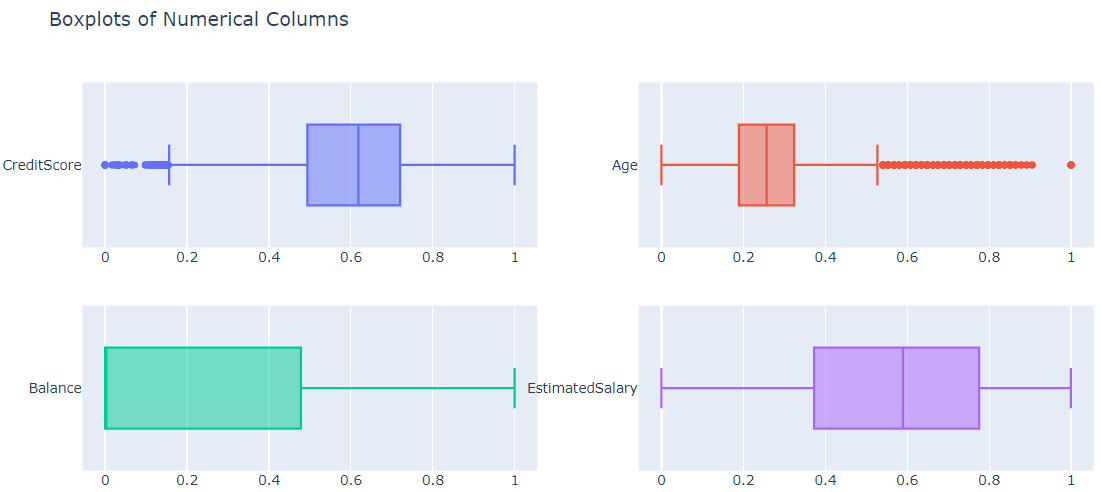 Boxplots of Numerical Columns
CreditScore
0 0.2 0.4 0.6 0.8 1
Age
0 0.2 0.4 0.6 0.8 1
Balance
0 0.2 0.4 0.6 0.8 1
EstimatedSalary
0 0.2 0.4 0.6 0.8 1